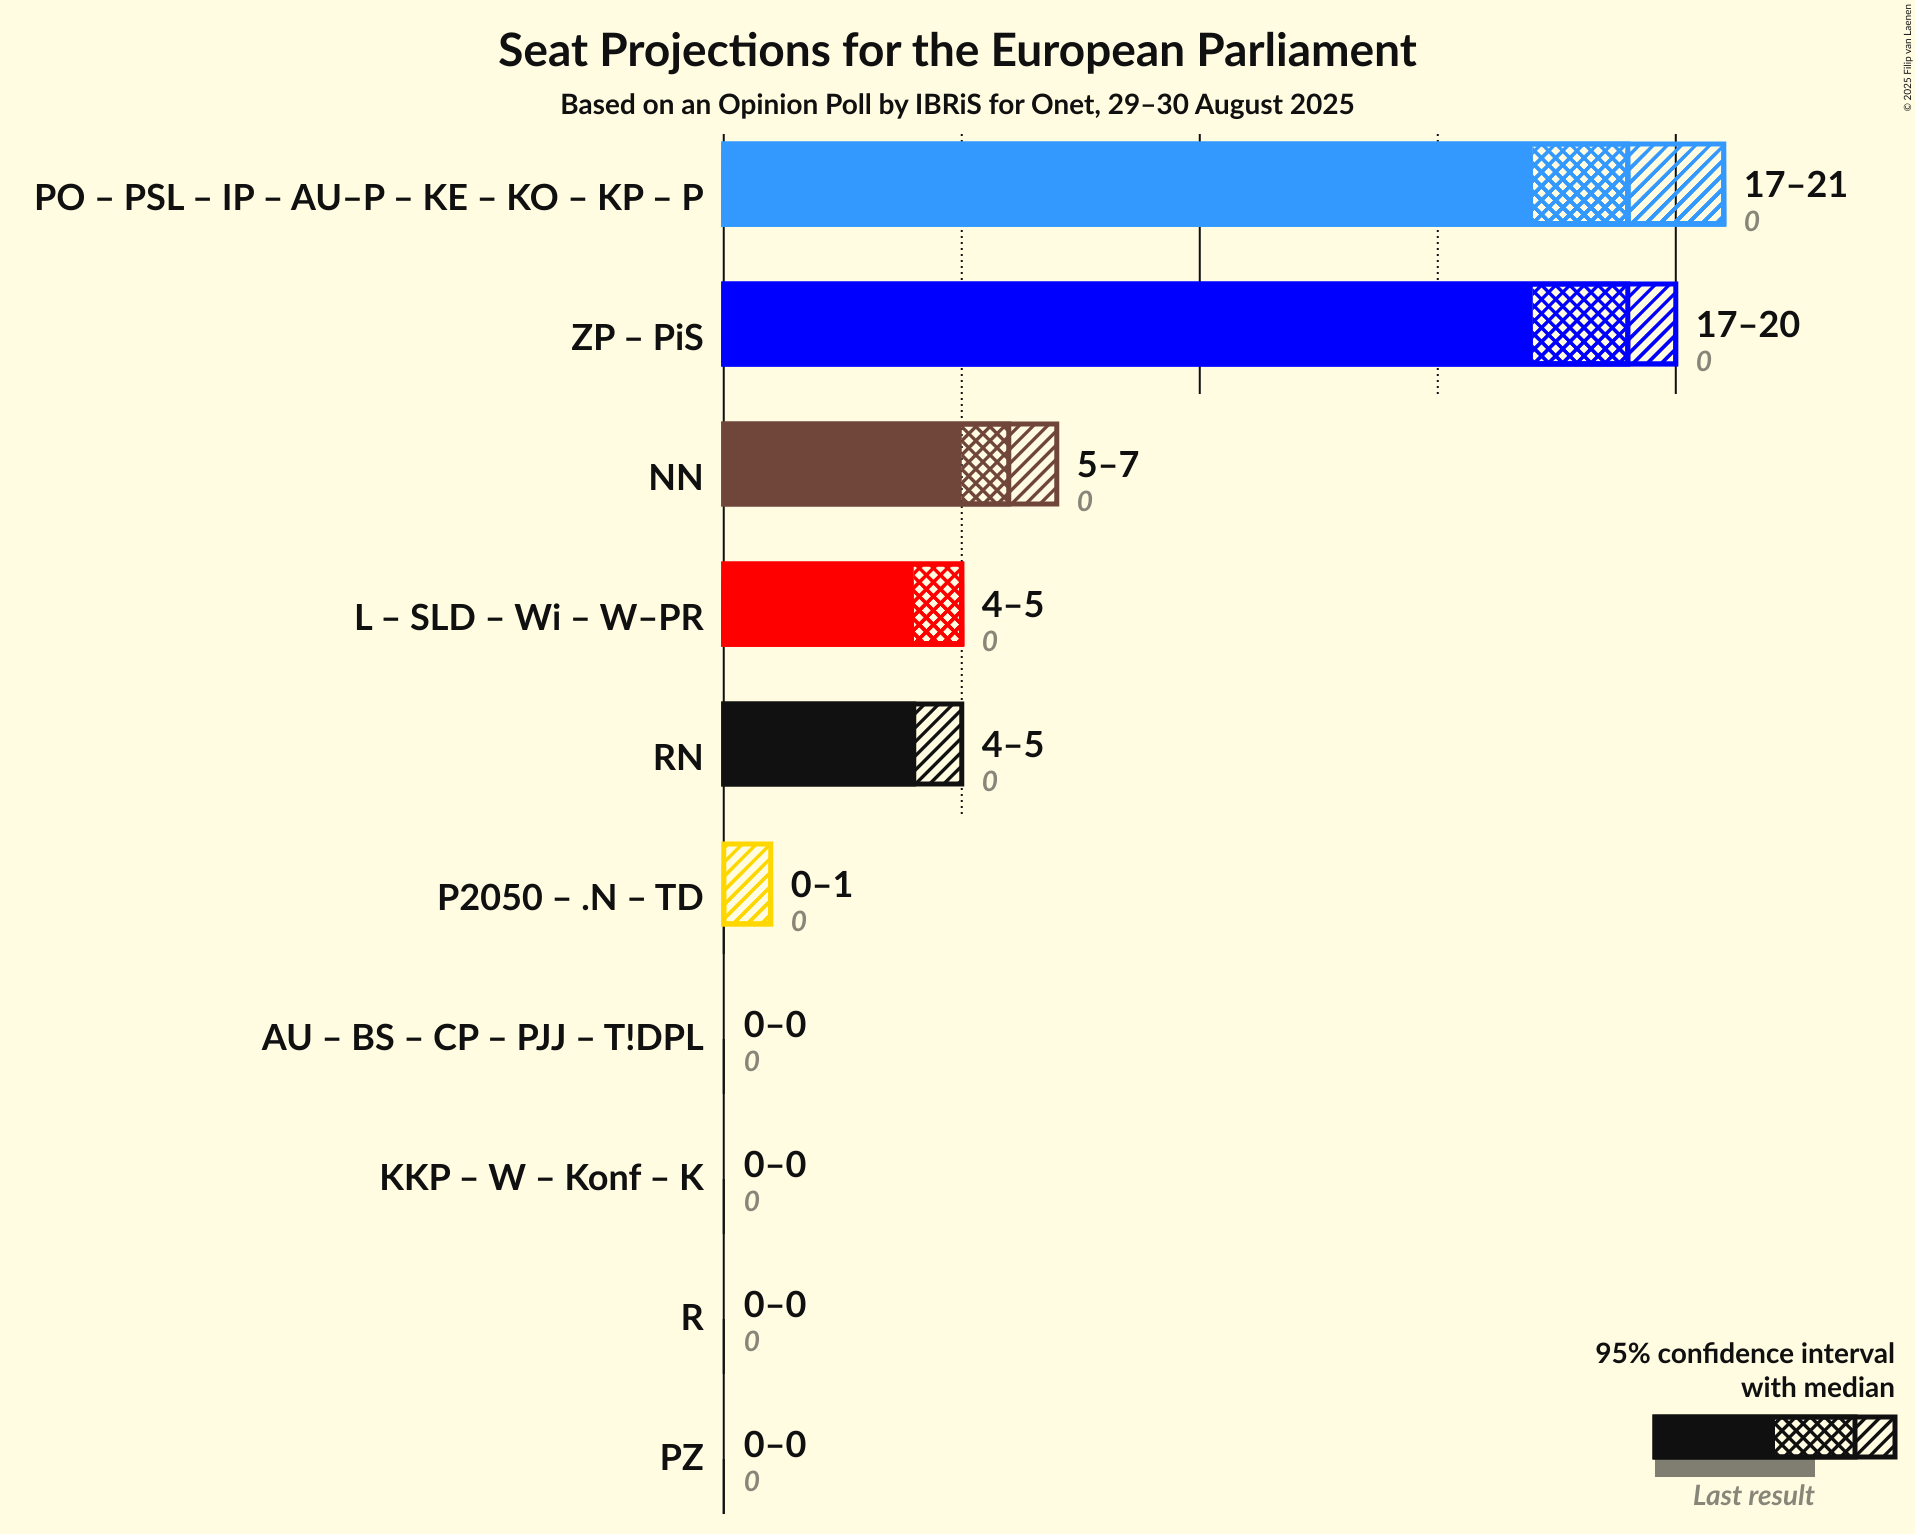 Seat Projections for the European Parliament
Based on an Opinion Poll by IBRiS for Onet, 29–30 August 2025
© 2025 Filip van Laenen
PO – PSL – IP – AU–P – KE – KO – KP – P
17–21
0
ZP – PiS
17–20
0
NN
5–7
0
L – SLD – Wi – W–PR
4–5
0
RN
4–5
0
P2050 – .N – TD
0–1
0
AU – BS – CP – PJJ – T!DPL
0–0
0
KKP – W – Konf – K
0–0
0
R
0–0
0
PZ
0–0
0
95% confidence interval
with median
Last result